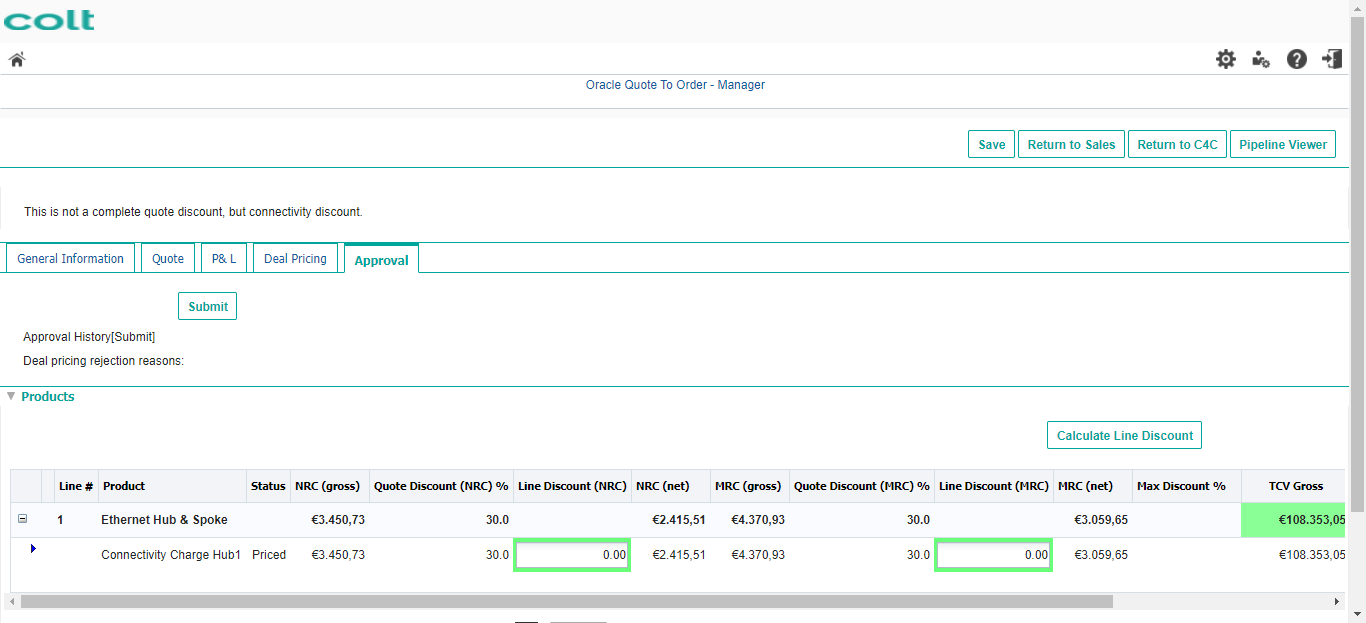 colt
Oracle Quote To Order - Manager
Save Return to Sales Return to C4C Pipeline Viewer
This is not a complete quote discount, but connectivity discount.
General Information Quote P& L Deal Pricing Approval
Submit
Approval History[Submit]
Deal pricing rejection reasons:
Products
Calculate Line Discount
Line # Product Status NRC (gross) Quote Discount (NRC) % Line Discount (NRC) NRC (net) MRC (gross) Quote Discount (MRC) % Line Discount (MRC) MRC (net) Max Discount % TCV Gross
1 Ethernet Hub & Spoke €3.450,73 30.0 €2.415,51 €4.370,93 30.0 €3.059,65 €108.353,05
Connectivity Charge Hub1 Priced €3.450,73 30.0 0.00 €2.415,51 €4.370,93 30.0 0.00 €3.059,65 €108.353,05